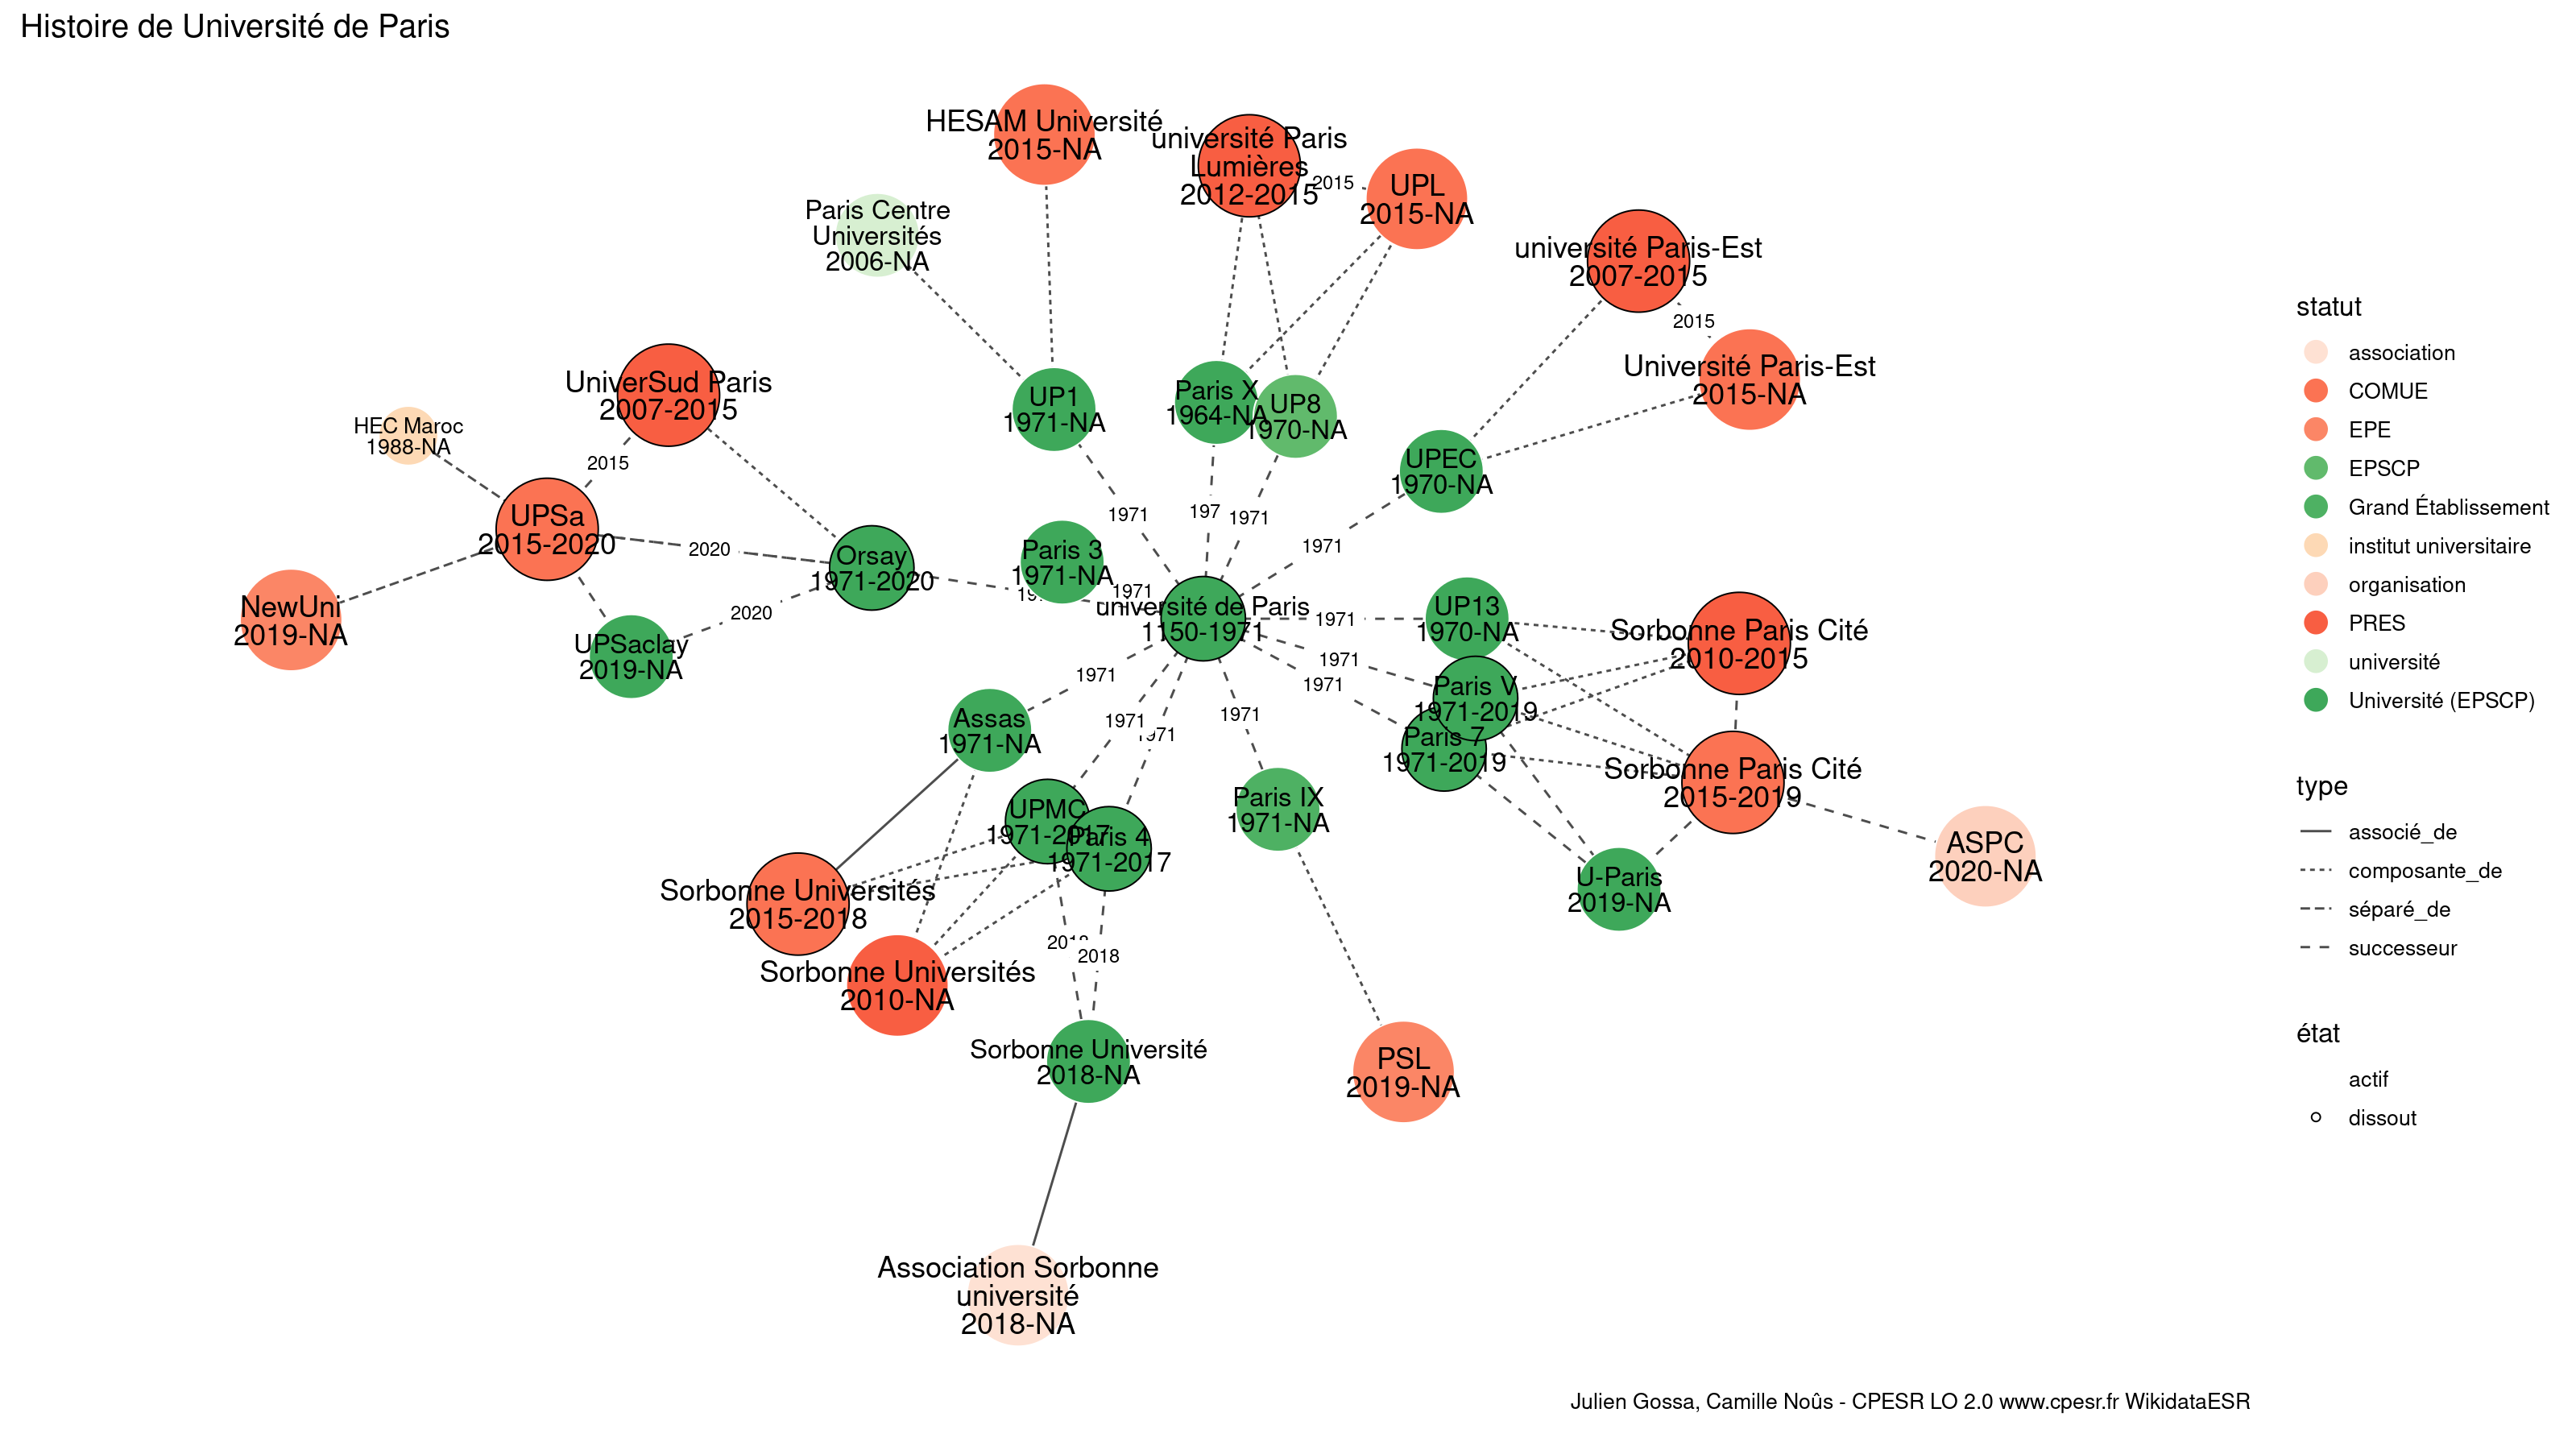 Histoire de Université de Paris
HESAM Université
2015-NA
université Paris
Lumières
2012-2015
2015
UPL
2015-NA
Paris Centre
Universités
2006-NA
université Paris-Est
2007-2015
2015
Université Paris-Est
2015-NA
UniverSud Paris
2007-2015
HEC Maroc
1988-NA
2015
UP1
1971-NA
Paris X
1964-NA
UP8
1970-NA
UPEC
1970-NA
UPSa
2015-2020
2020
Orsay
1971-2020
Paris 3
1971-NA
1971
197
1971
1971
1971
NewUni
2019-NA
UPSaclay
2019-NA
2020
université de Paris
1150-1971
1971
UP13
1970-NA
Sorbonne Paris Cité
2010-2015
1971
1971
1971
Paris V
1971-2019
Paris 7
1971-2019
Assas
1971-NA
1971
1971
Sorbonne Paris Cité
2015-2019
UPMC
1971-2017
Paris 4
1971-2017
Paris IX
1971-NA
ASPC
2020-NA
U-Paris
2019-NA
Sorbonne Universités
2015-2018
Sorbonne Universités
2010-NA
2018
2018
Sorbonne Université
2018-NA
PSL
2019-NA
Association Sorbonne
université
2018-NA
statut
association
COMUE
EPE
EPSCP
Grand Établissement
institut universitaire
organisation
PRES
université
Université (EPSCP)
type
associé_de
composante_de
séparé_de
successeur
état
actif
dissout
Julien Gossa, Camille Noûs - CPESR LO 2.0 www.cpesr.fr WikidataESR